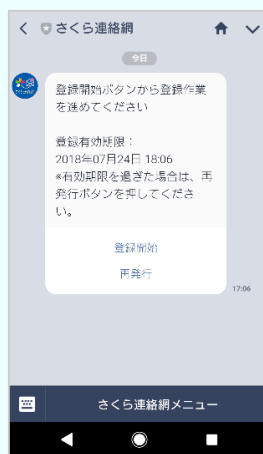 さくら連絡網
今日
登録開始ボタンから登録作業
を進めてください
登録有効期限：
2018年07月24日 18:06
※有効期限を過ぎた場合は、再
発行ボタンを押してくださ
い。
登録開始
再発行
17:06
さくら連絡網メニュー